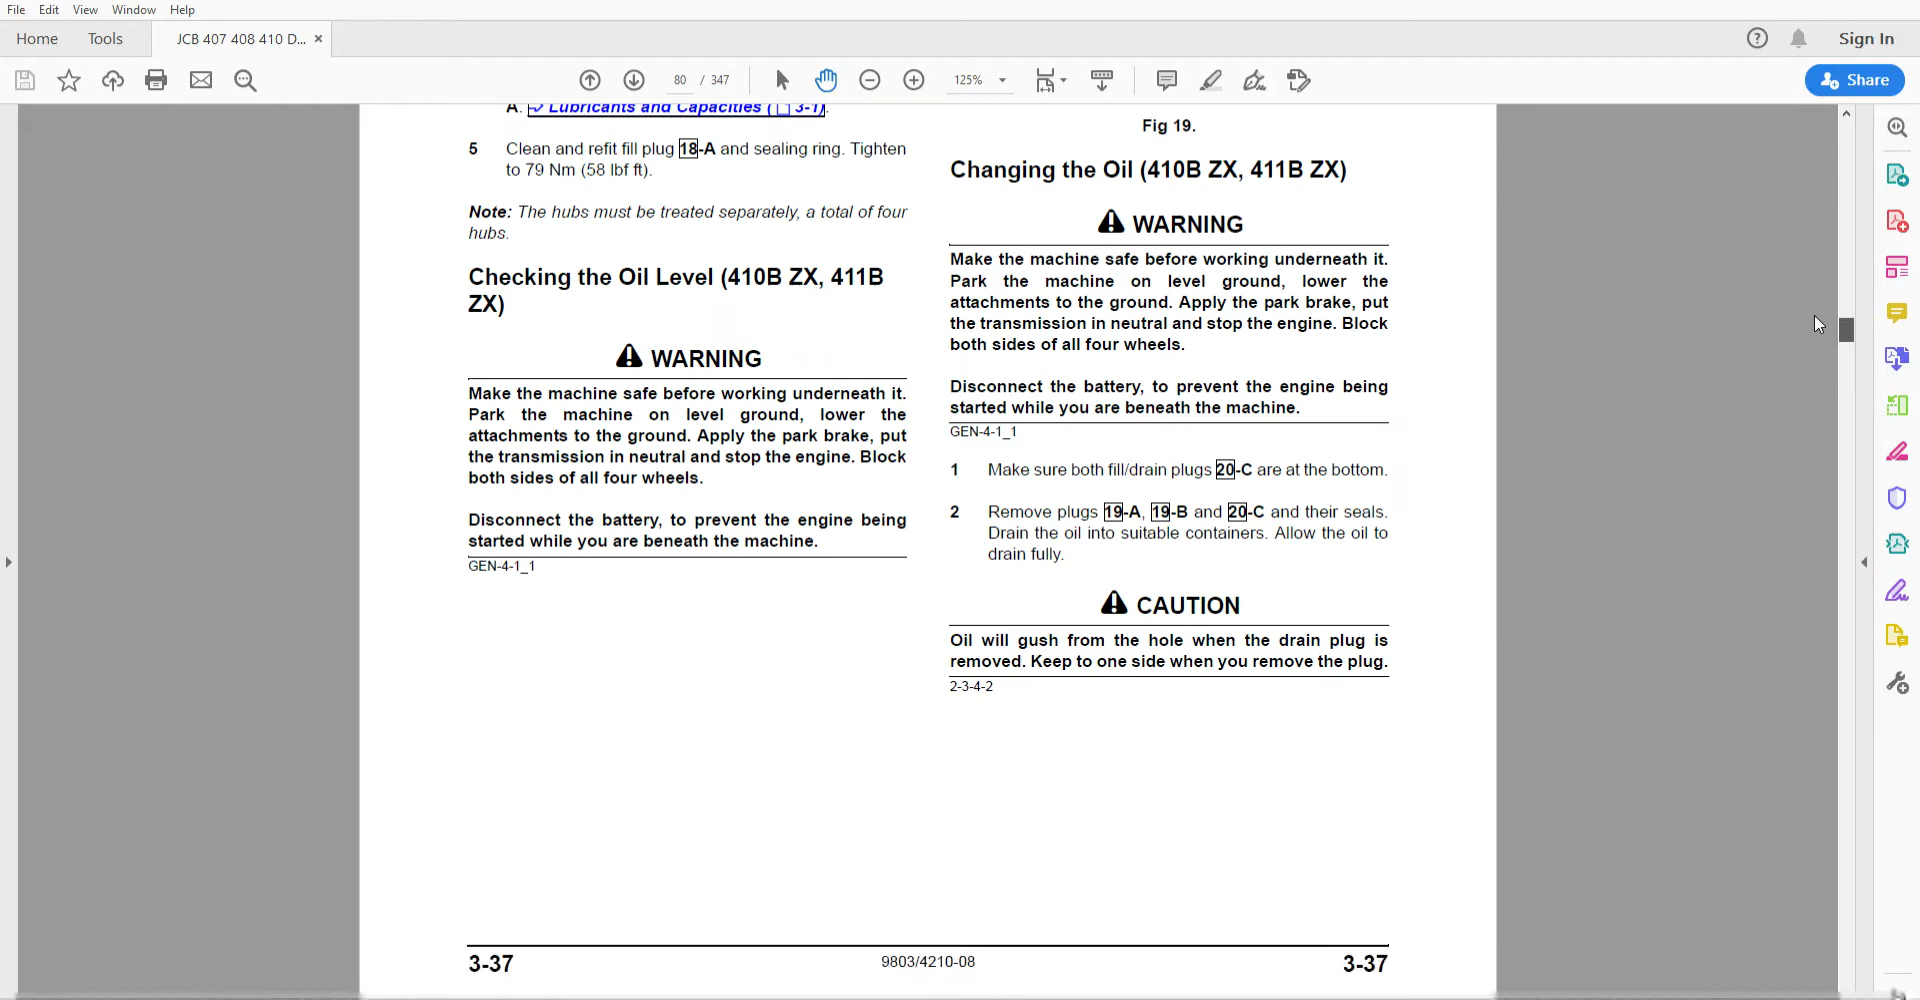 File Edit View Window Help
Home Tools JCB 407 408 410 D... × Sign In
80 / 347 125% Share
A. Lubricants and Capacities ( 3-1).
5 Clean and refit fill plug 18-A and sealing ring. Tighten
to 79 Nm (58 lbf ft).
Note: The hubs must be treated separately, a total of four
hubs.
Checking the Oil Level (410B ZX, 411B
ZX)
WARNING
Make the machine safe before working underneath it.
Park the machine on level ground, lower the
attachments to the ground. Apply the park brake, put
the transmission in neutral and stop the engine. Block
both sides of all four wheels.
Disconnect the battery, to prevent the engine being
started while you are beneath the machine.
GEN-4-1_1
Fig 19.
Changing the Oil (410B ZX, 411B ZX)
WARNING
Make the machine safe before working underneath it.
Park the machine on level ground, lower the
attachments to the ground. Apply the park brake, put
the transmission in neutral and stop the engine. Block
both sides of all four wheels.
Disconnect the battery, to prevent the engine being
started while you are beneath the machine.
GEN-4-1_1
1 Make sure both fill/drain plugs 20-C are at the bottom.
2 Remove plugs 19-A, 19-B and 20-C and their seals.
Drain the oil into suitable containers. Allow the oil to
drain fully.
CAUTION
Oil will gush from the hole when the drain plug is
removed. Keep to one side when you remove the plug.
2-3-4-2
3-37 9803/4210-08 3-37